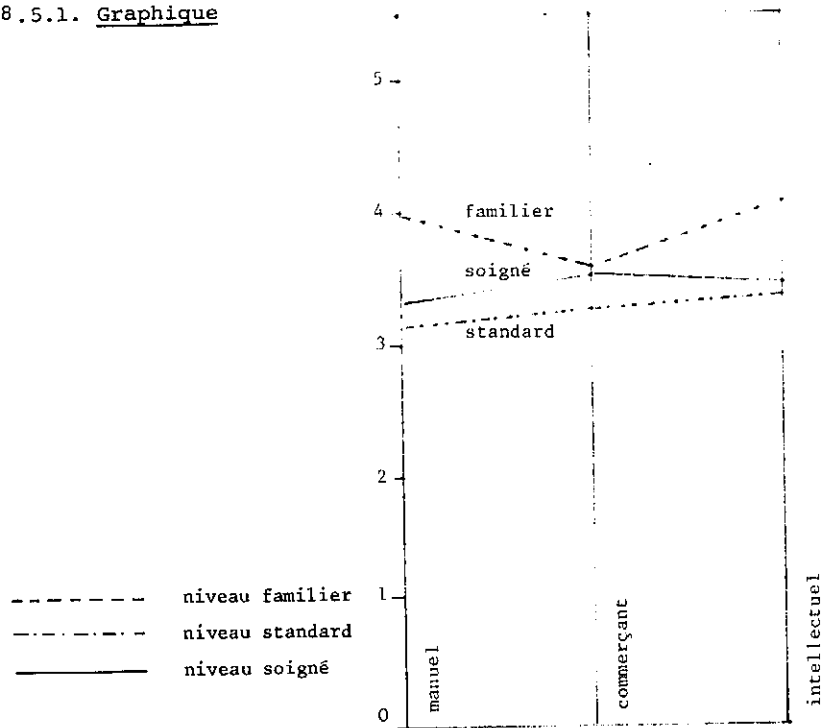 8.5.1. Graphique
5
4
familier
soigné
standard
3
2
1
0
niveau familier
niveau standard
niveau soigné
manuel
commerçant
intellectuel